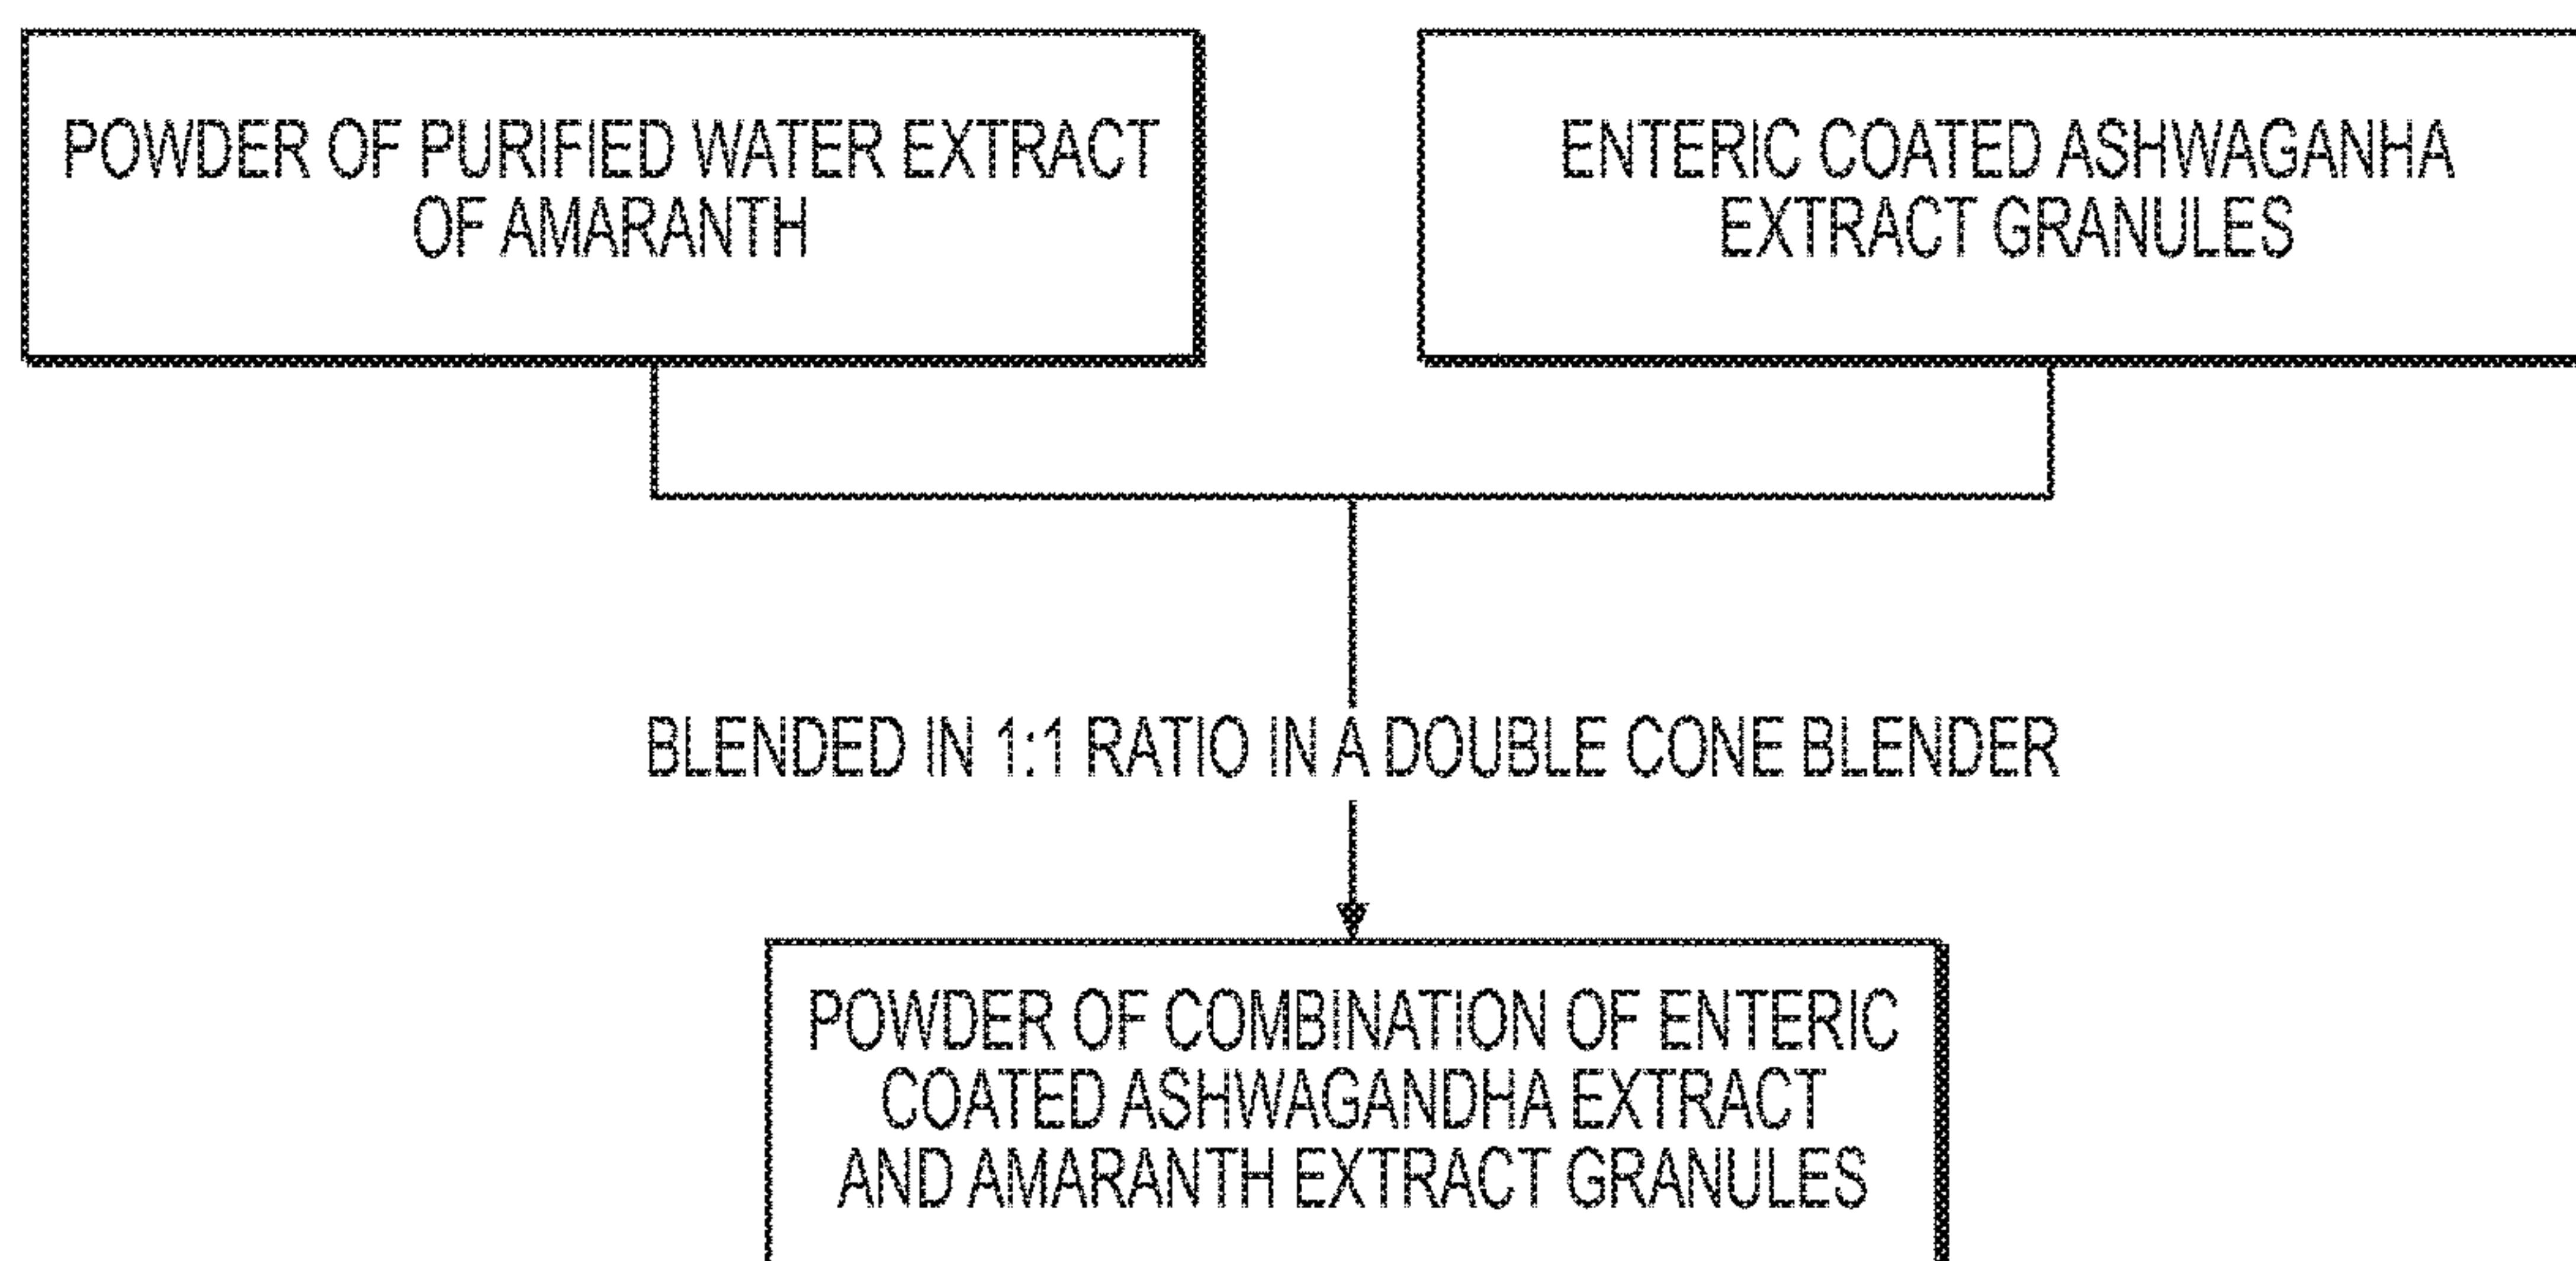 POWDER OF PURIFIED WATER EXTRACT
OF AMARANTH
ENTERIC COATED ASHWAGANHA
EXTRACT GRANULES
BLENDED IN 1:1 RATIO IN A DOUBLE CONE BLENDER
POWDER OF COMBINATION OF ENTERIC
COATED ASHWAGANDHA EXTRACT
AND AMARANTH EXTRACT GRANULES